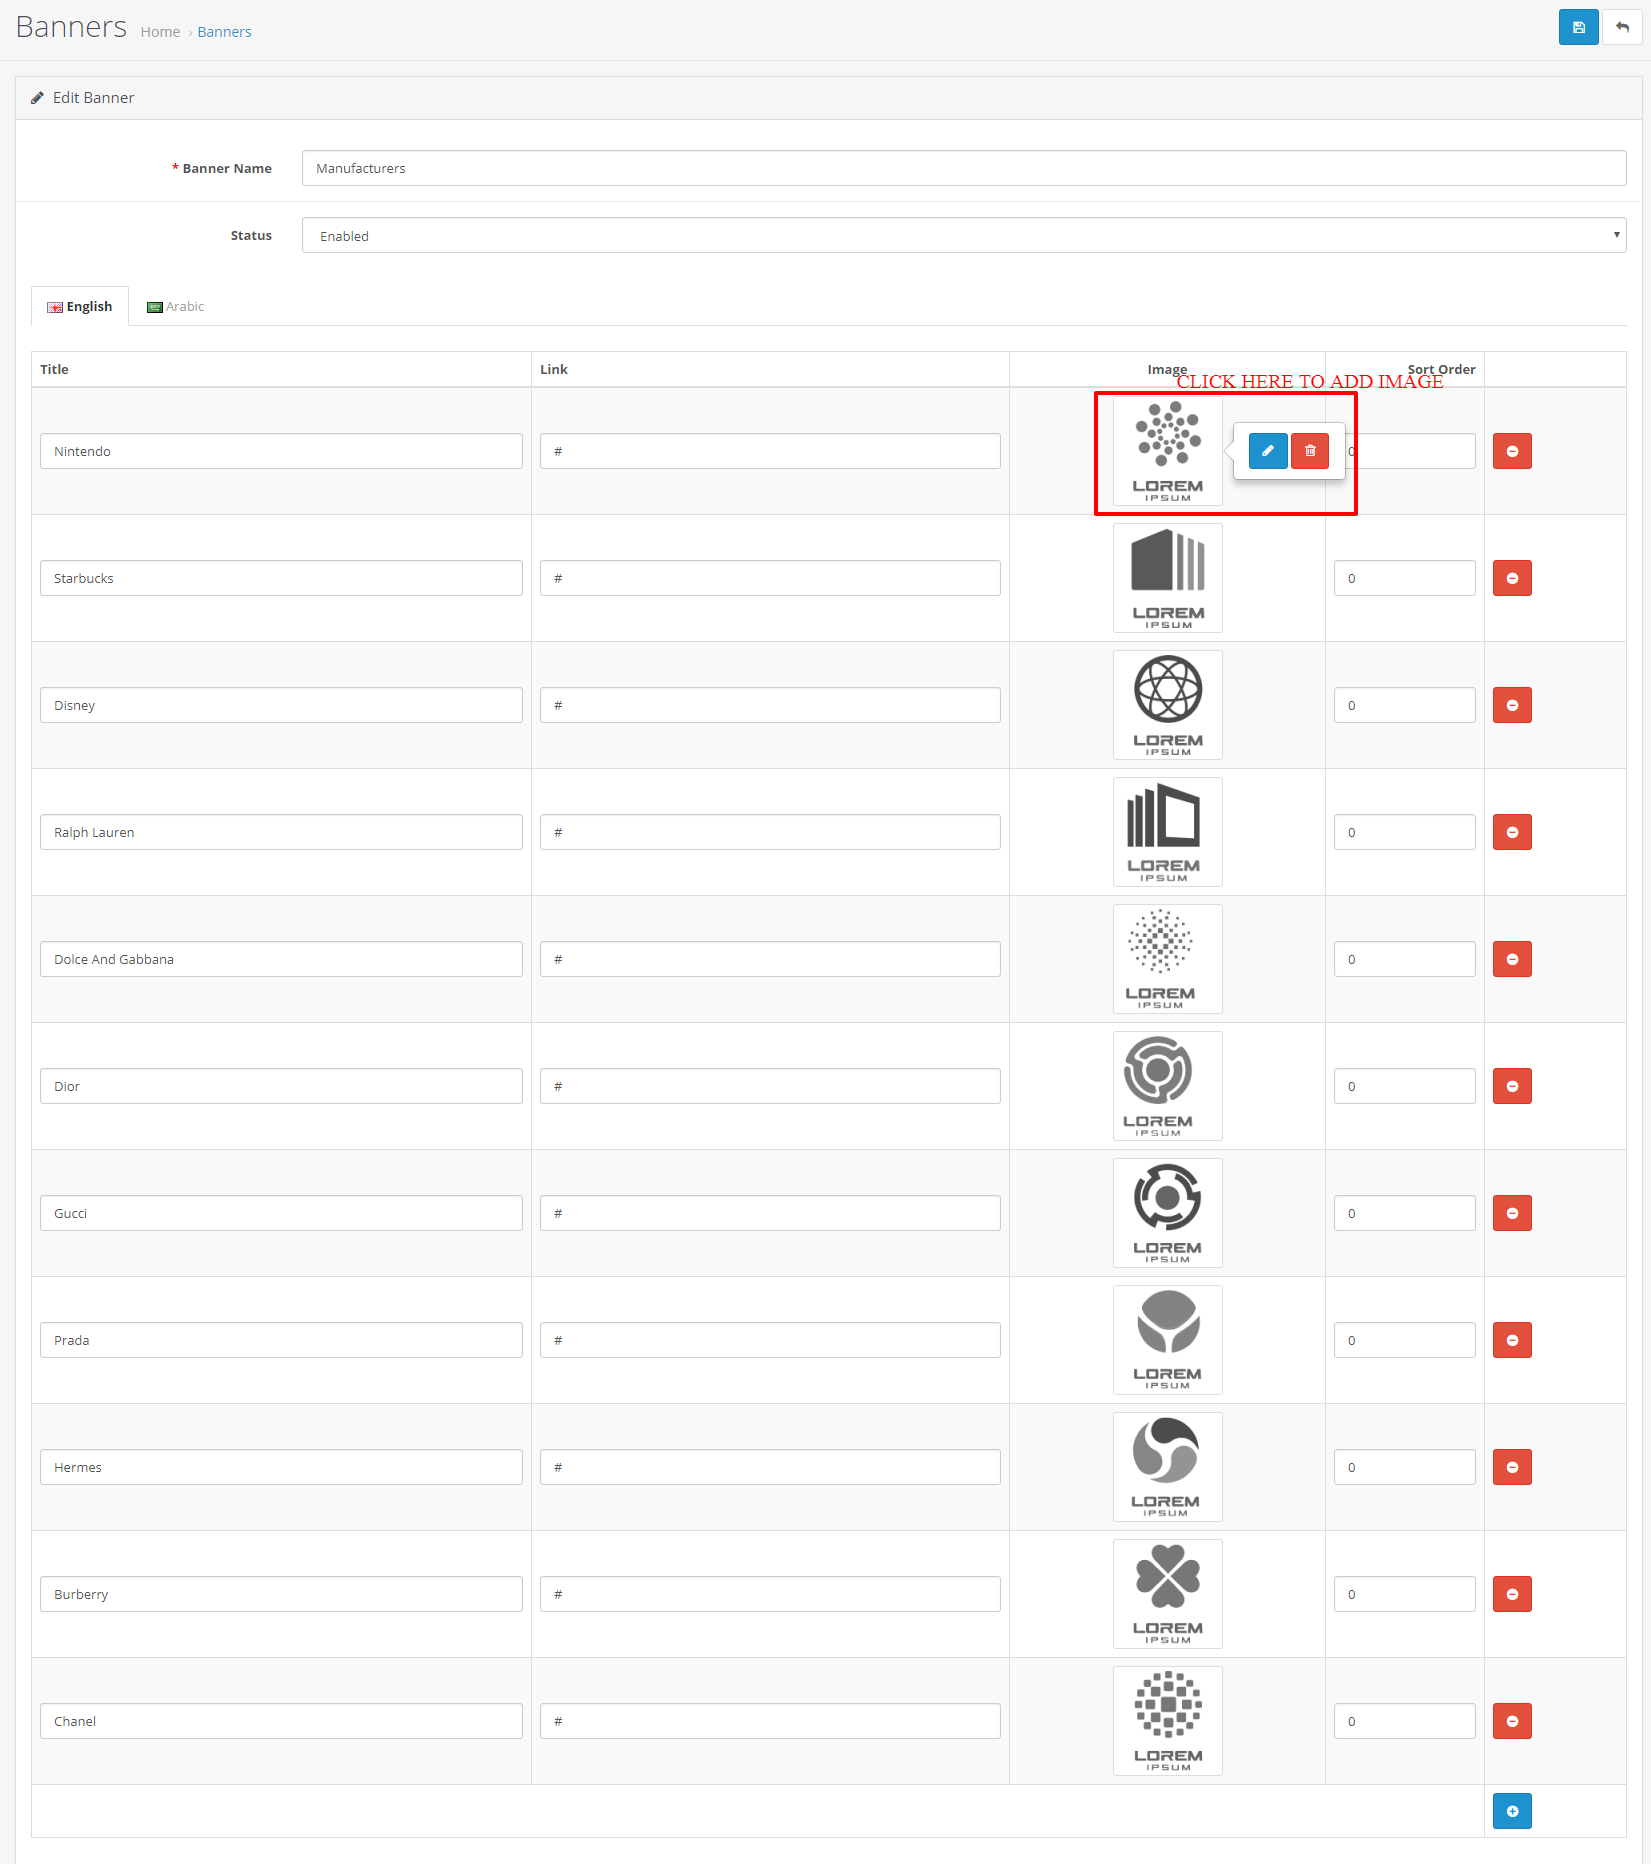 Banners Home › Banners
Edit Banner
* Banner Name Manufacturers
Status Enabled
English Arabic
Title Link Image Sort Order
CLICK HERE TO ADD IMAGE
Nintendo # 0
LOREM
IPSUM
Starbucks # 0
LOREM
IPSUM
Disney # 0
LOREM
IPSUM
Ralph Lauren # 0
LOREM
IPSUM
Dolce And Gabbana # 0
LOREM
IPSUM
Dior # 0
LOREM
IPSUM
Gucci # 0
LOREM
IPSUM
Prada # 0
LOREM
IPSUM
Hermes # 0
LOREM
IPSUM
Burberry # 0
LOREM
IPSUM
Chanel # 0
LOREM
IPSUM